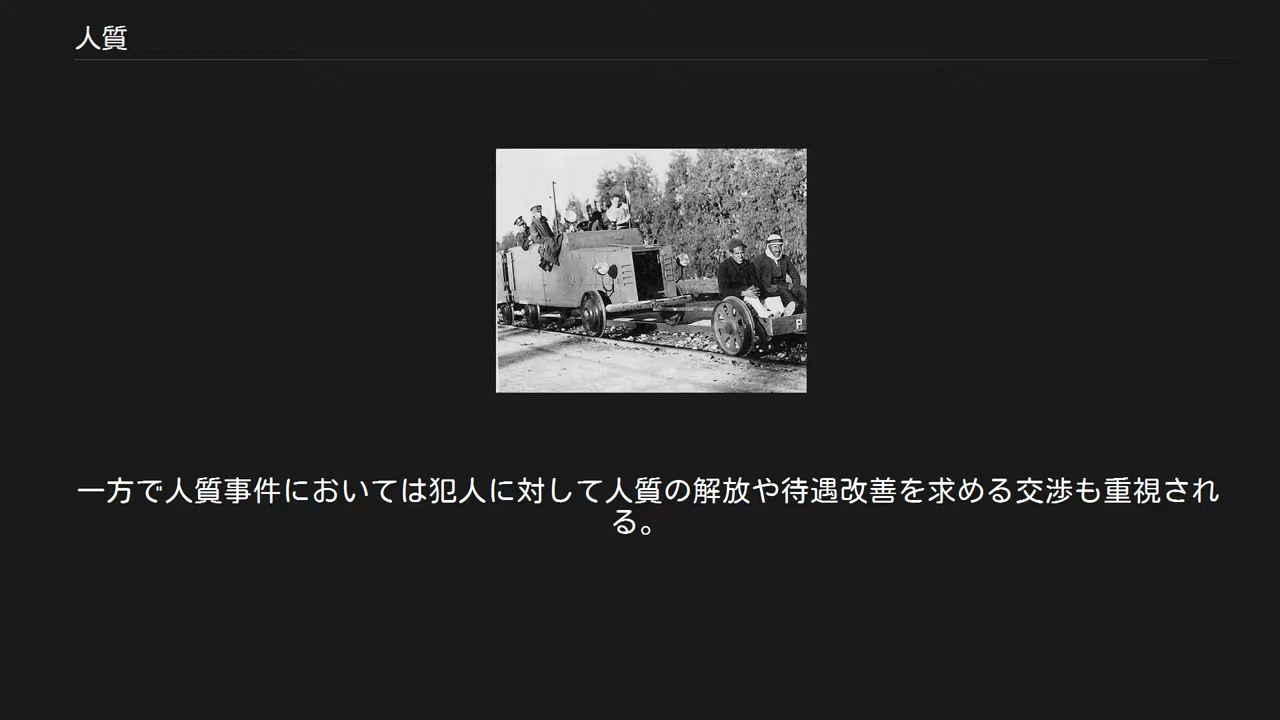 人質
一方で人質事件においては犯人に対して人質の解放や待遇改善を求める交渉も重視され
る。